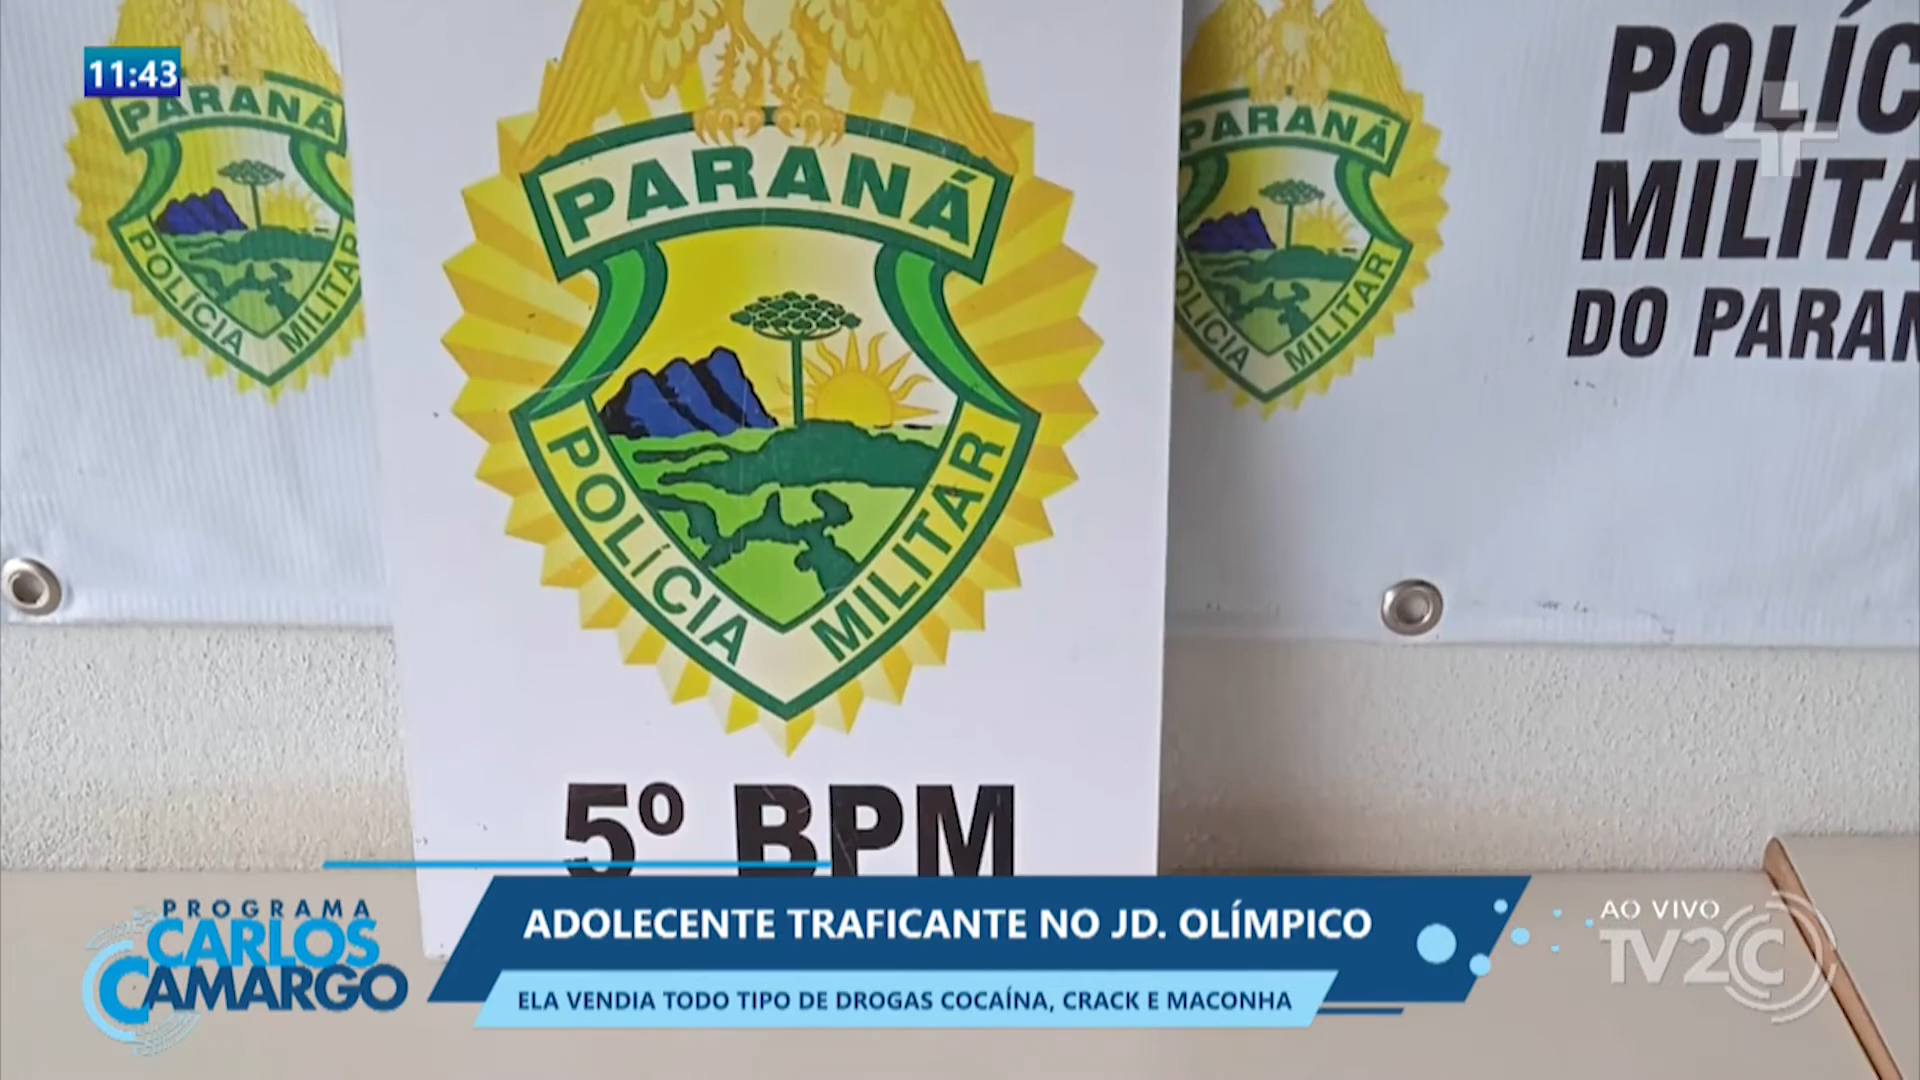 11:43
PARANÁ
POLÍCIA MILITAR
PARANÁ
POLÍCIA MILITAR
PARANÁ
POLÍCIA MILITAR
POLÍC
MILITA
DO PARAN
5º BPM
PROGRAMA
CARLOS
CAMARGO
ADOLECENTE TRAFICANTE NO JD. OLÍMPICO
ELA VENDIA TODO TIPO DE DROGAS COCAÍNA, CRACK E MACONHA
AO VIVO
TV2C